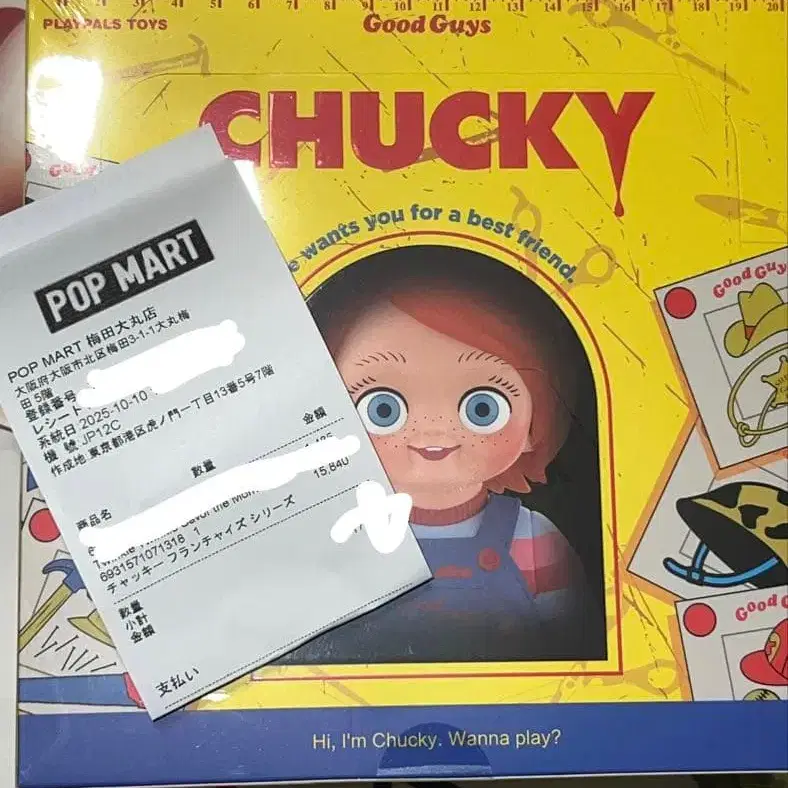 PLAYPALS TOYS
Good Guys
CHUCKY
wants you for a best friend.
POP MART
POP MART 梅田大丸店
大阪府大阪市北区梅田3-1-1大丸梅
田 5階
登録番号
レシート
系統日 2025-10-10
機 號 JP12C
作成地 東京都港区虎ノ門一丁目13番5号7階
数量
金額
商品名
15,840
the
6931571071318 1
チャッキー フランチャイズ シリーズ
数量
小計
金額
支払い
Good Guy
Good
Hi, I'm Chucky. Wanna play?